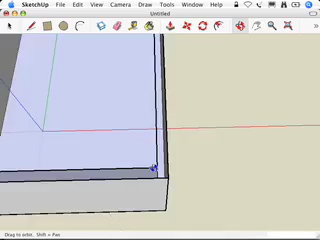 SketchUp File Edit View Camera Draw Tools Window Help
Untitled
Drag to orbit. Shift = Pan